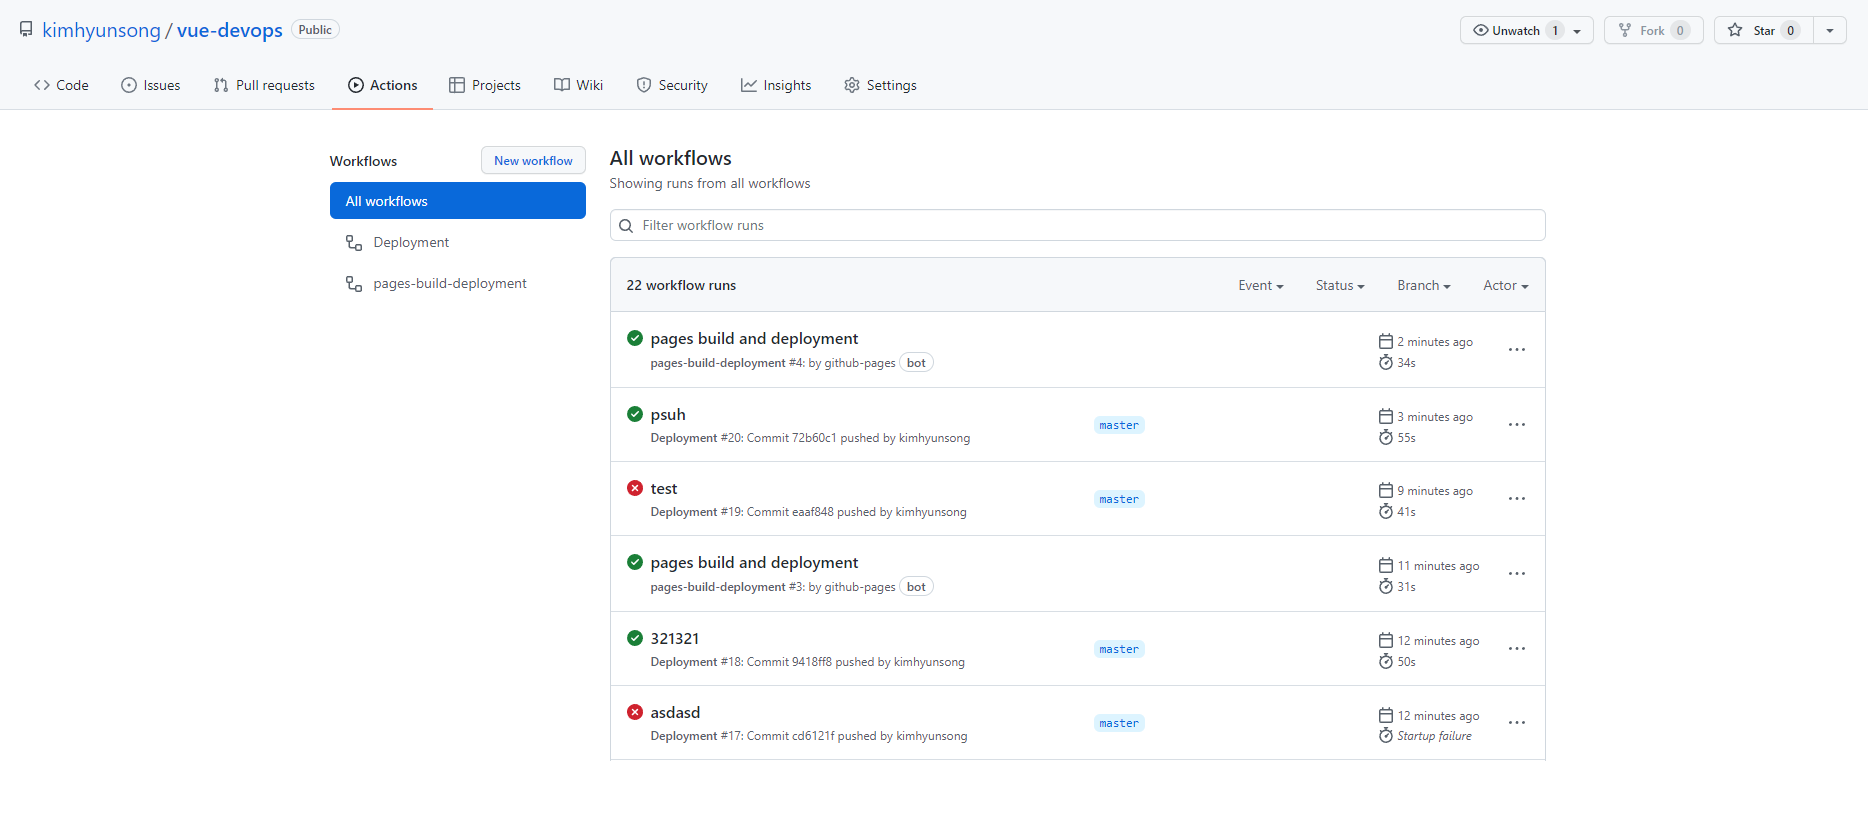 kimhyunsong / vue-devops Public
Unwatch 1 Fork 0 Star 0
Code Issues Pull requests Actions Projects Wiki Security Insights Settings
Workflows New workflow
All workflows
Deployment
pages-build-deployment
All workflows
Showing runs from all workflows
Filter workflow runs
22 workflow runs Event Status Branch Actor
pages build and deployment
pages-build-deployment #4: by github-pages bot
2 minutes ago
34s
psuh
Deployment #20: Commit 72b60c1 pushed by kimhyunsong
master
3 minutes ago
55s
test
Deployment #19: Commit eaaf848 pushed by kimhyunsong
master
9 minutes ago
41s
pages build and deployment
pages-build-deployment #3: by github-pages bot
11 minutes ago
31s
321321
Deployment #18: Commit 9418ff8 pushed by kimhyunsong
master
12 minutes ago
50s
asdasd
Deployment #17: Commit cd6121f pushed by kimhyunsong
master
12 minutes ago
Startup failure